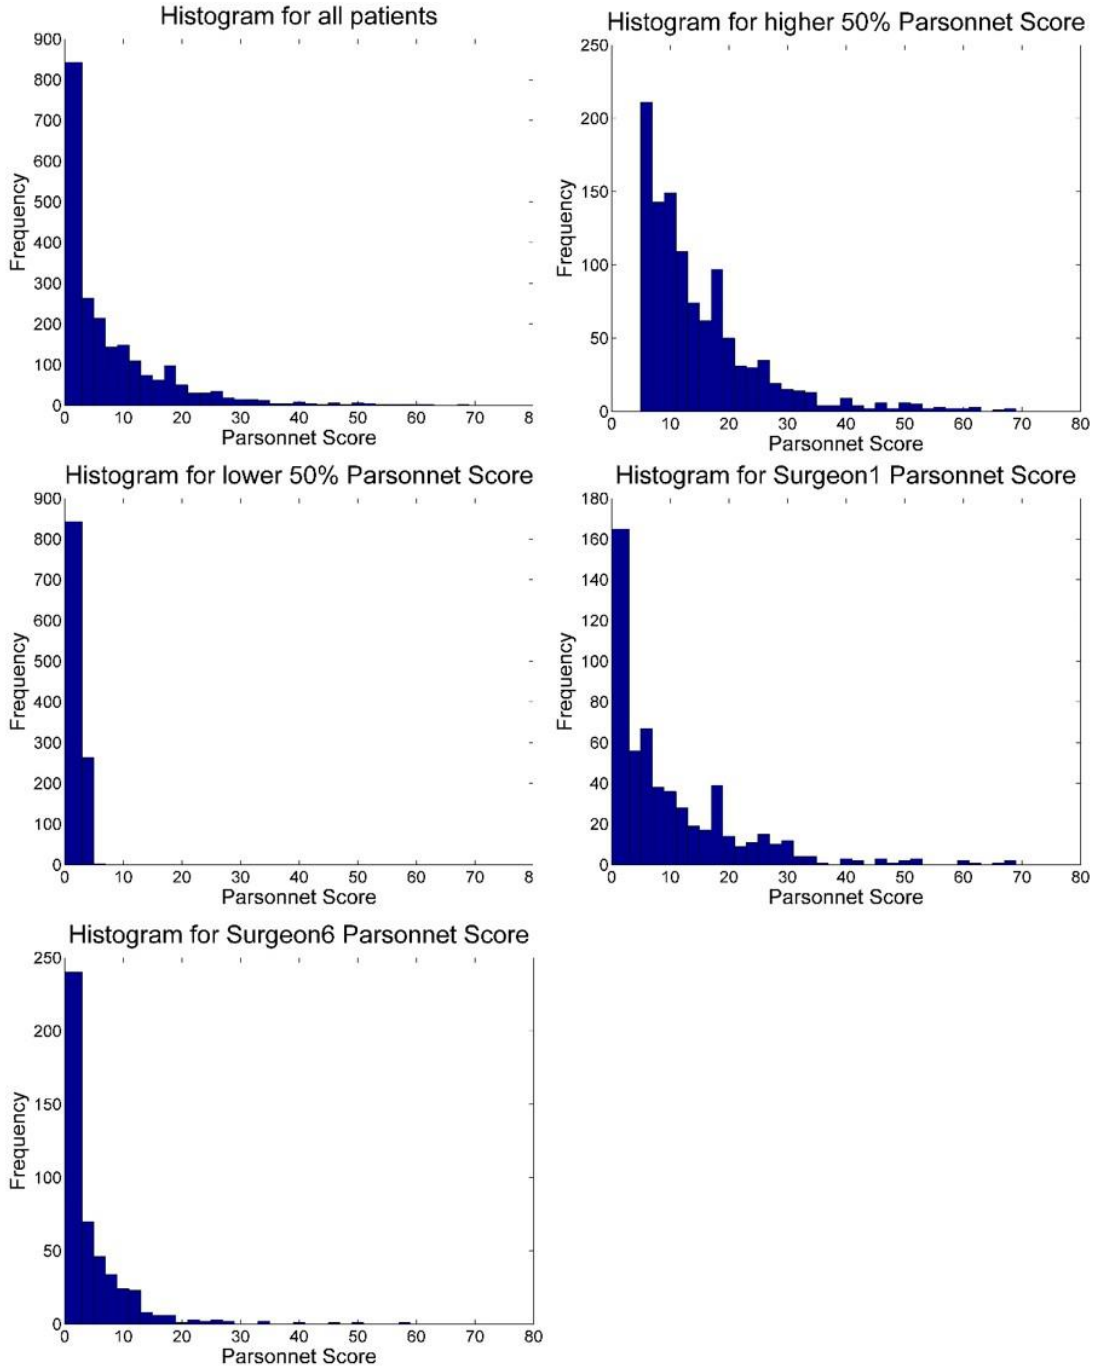 Histogram for all patients
900
800
700
600
500
400
300
200
100
0
Frequency
0 10 20 30 40 50 60 70 8
Parsonnet Score
Histogram for higher 50% Parsonnet Score
250
200
150
100
50
0
Frequency
0 10 20 30 40 50 60 70 80
Parsonnet Score
Histogram for lower 50% Parsonnet Score
900
800
700
600
500
400
300
200
100
0
Frequency
0 10 20 30 40 50 60 70 8
Parsonnet Score
Histogram for Surgeon1 Parsonnet Score
180
160
140
120
100
80
60
40
20
0
Frequency
0 10 20 30 40 50 60 70 80
Parsonnet Score
Histogram for Surgeon6 Parsonnet Score
250
200
150
100
50
0
Frequency
0 10 20 30 40 50 60 70 80
Parsonnet Score